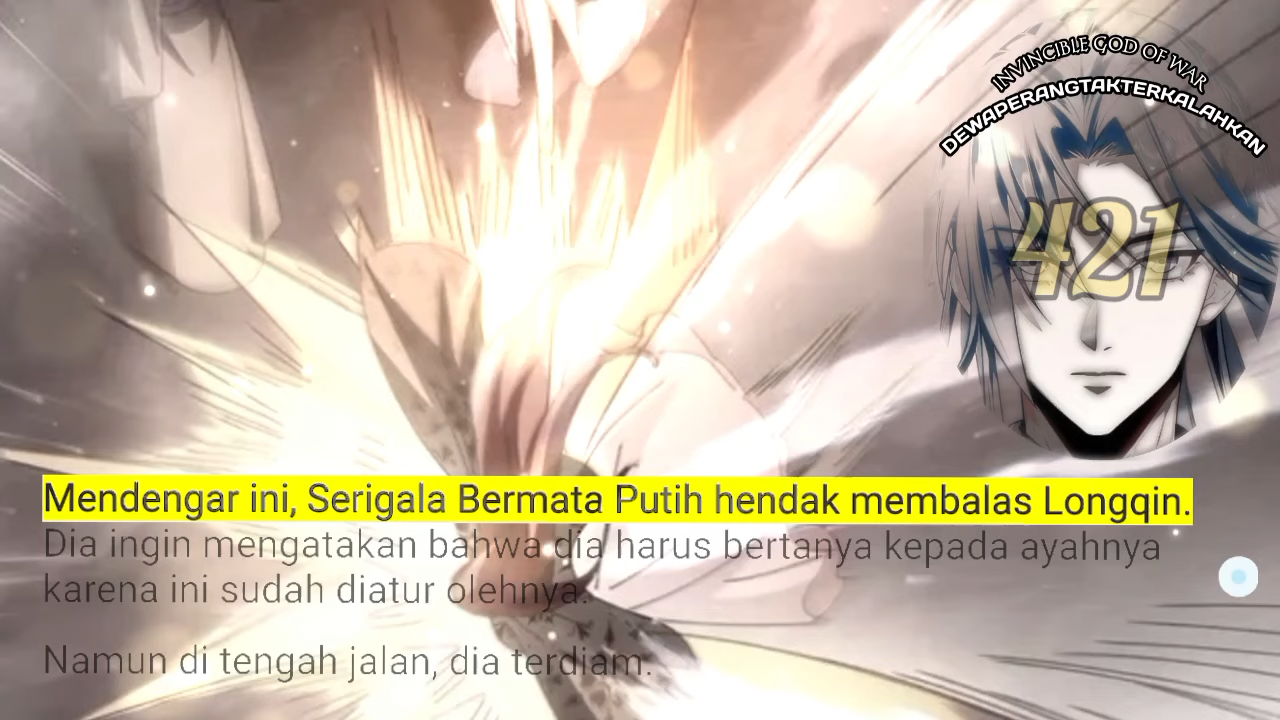 INVINCIBLE GOD OF WAR
DEWAPERANGTAKTERKALAHKAN
421
Mendengar ini, Serigala Bermata Putih hendak membalas Longqin.
Dia ingin mengatakan bahwa dia harus bertanya kepada ayahnya
karena ini sudah diatur olehnya.
Namun di tengah jalan, dia terdiam.